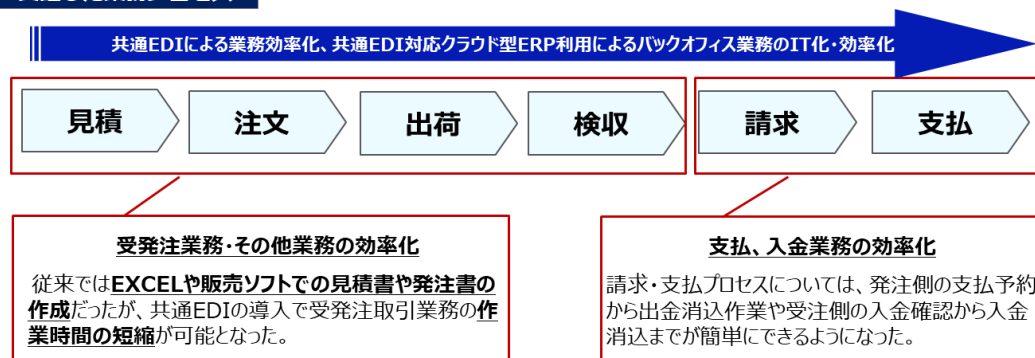 共通EDIによる業務効率化、共通EDI対応クラウド型ERP利用によるバックオフィス業務のIT化・効率化
見積
注文
出荷
検収
請求
支払
受発注業務・その他業務の効率化
従来ではEXCELや販売ソフトでの見積書や発注書の
作成だったが、共通EDIの導入で受発注取引業務の作
業時間の短縮が可能となった。
支払、入金業務の効率化
請求・支払プロセスについては、発注側の支払予約
から出金消込作業や受注側の入金確認から入金
消込までが簡単にできるようになった。